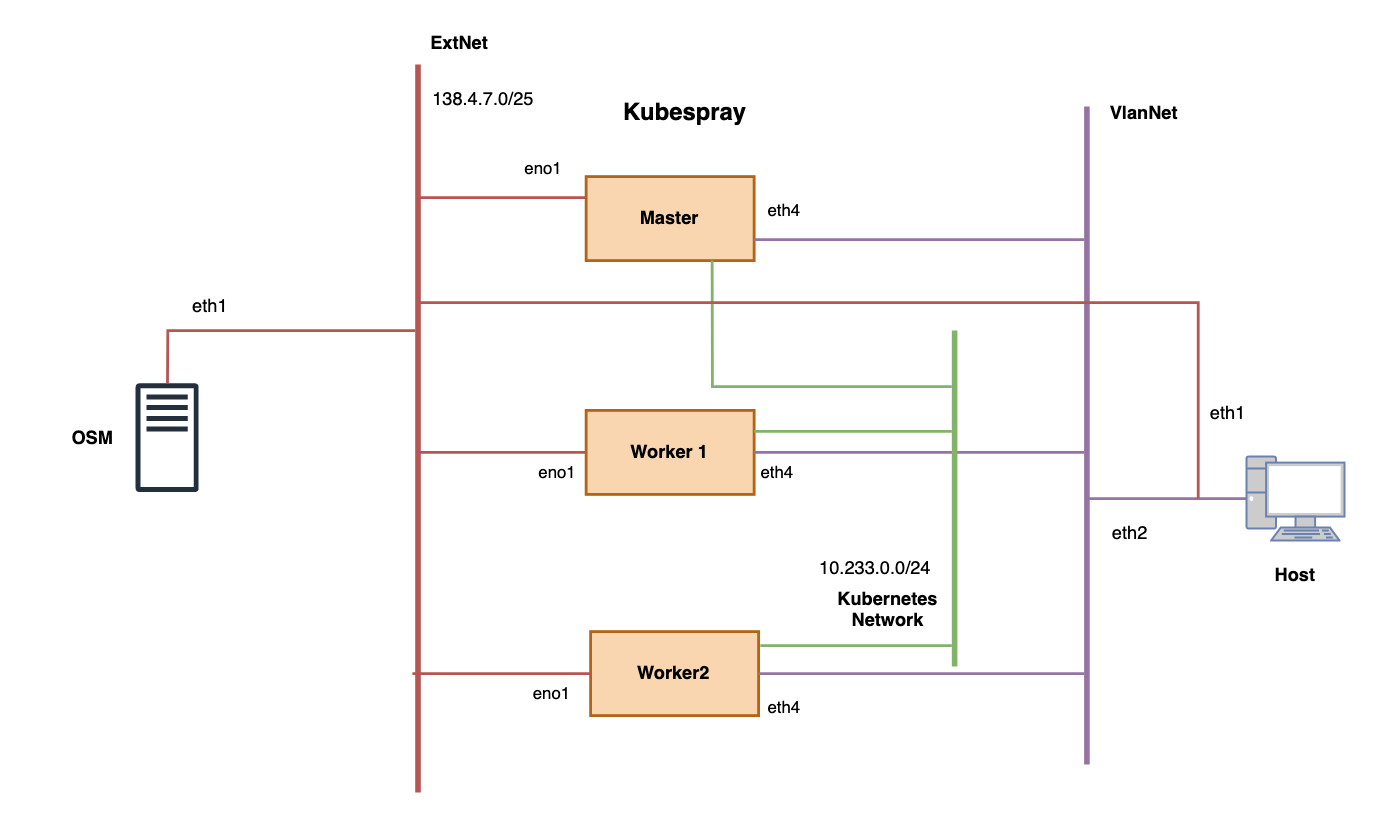 ExtNet
138.4.7.0/25
Kubespray
VlanNet
eno1
Master
eth4
eth1
OSM
eth1
Worker 1
eno1
eth4
eth2
Host
10.233.0.0/24
Kubernetes
Network
Worker2
eno1
eth4